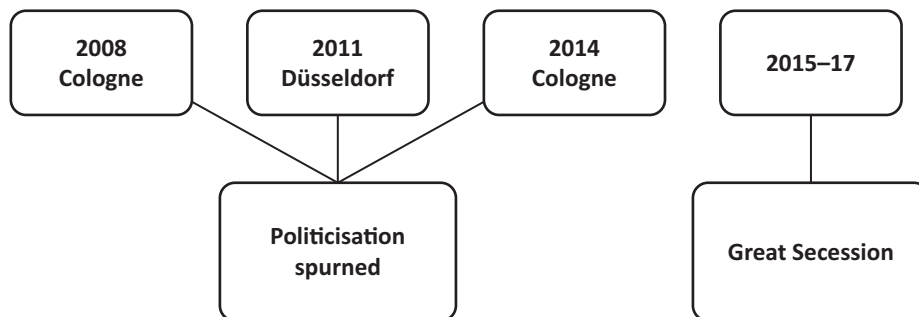 2008
Cologne
2011
Düsseldorf
2014
Cologne
2015–17
Politicisation
spurned
Great Secession